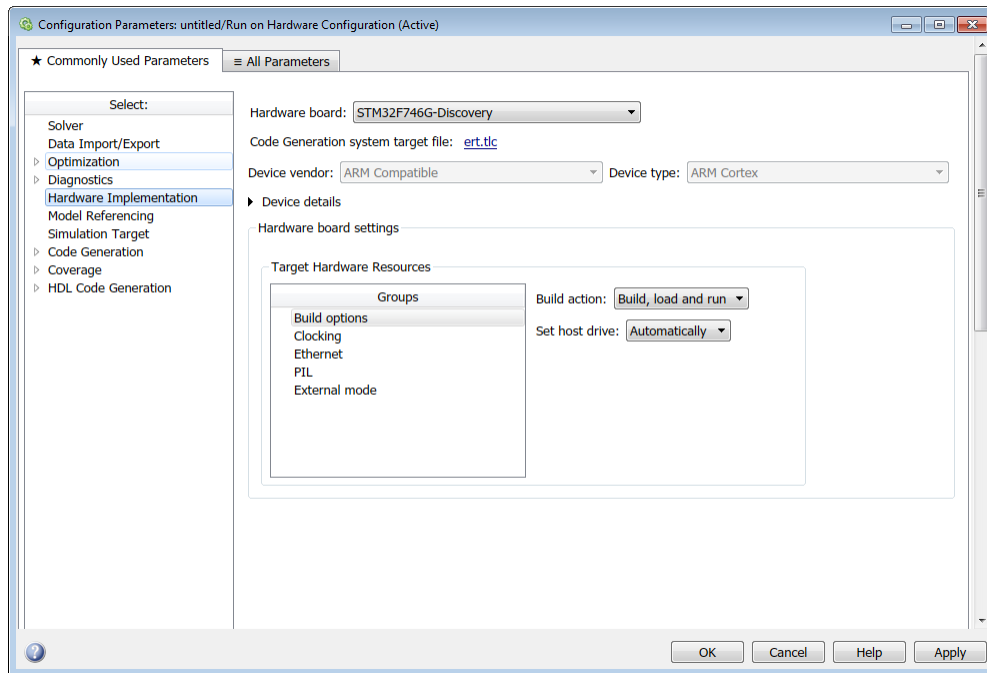 Configuration Parameters: untitled/Run on Hardware Configuration (Active)
★ Commonly Used Parameters
≡ All Parameters
Select:
Solver
Data Import/Export
Optimization
Diagnostics
Hardware Implementation
Model Referencing
Simulation Target
Code Generation
Coverage
HDL Code Generation
Hardware board: STM32F746G-Discovery
Code Generation system target file: ert.tlc
Device vendor: ARM Compatible Device type: ARM Cortex
Device details
Hardware board settings
Target Hardware Resources
Groups
Build options
Clocking
Ethernet
PIL
External mode
Build action: Build, load and run
Set host drive: Automatically
OK Cancel Help Apply